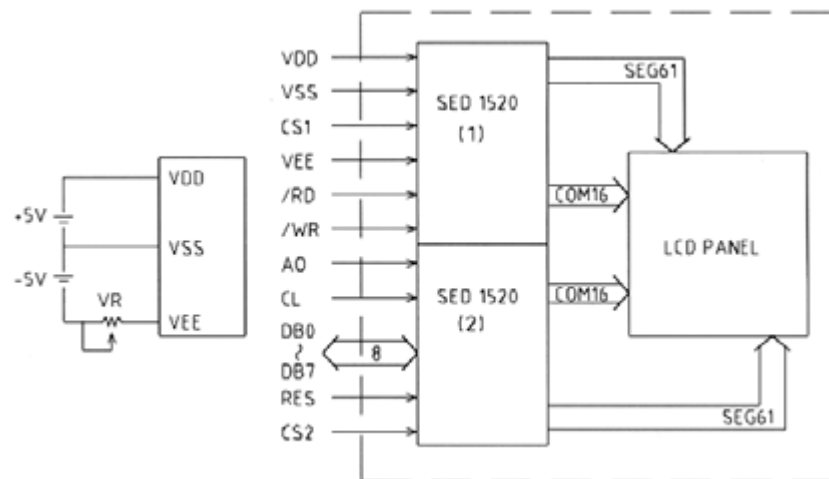 +5V
-5V
VR
VDD
VSS
VEE
VDD
VSS
CS1
VEE
/RD
/WR
A0
CL
DB0
~
DB7
8
RES
CS2
SED 1520
(1)
SED 1520
(2)
SEG61
COM16
COM16
SEG61
LCD PANEL